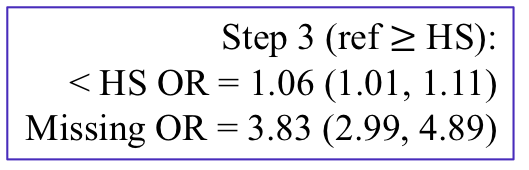 Step 3 (ref ≥ HS):
< HS OR = 1.06 (1.01, 1.11)
Missing OR = 3.83 (2.99, 4.89)